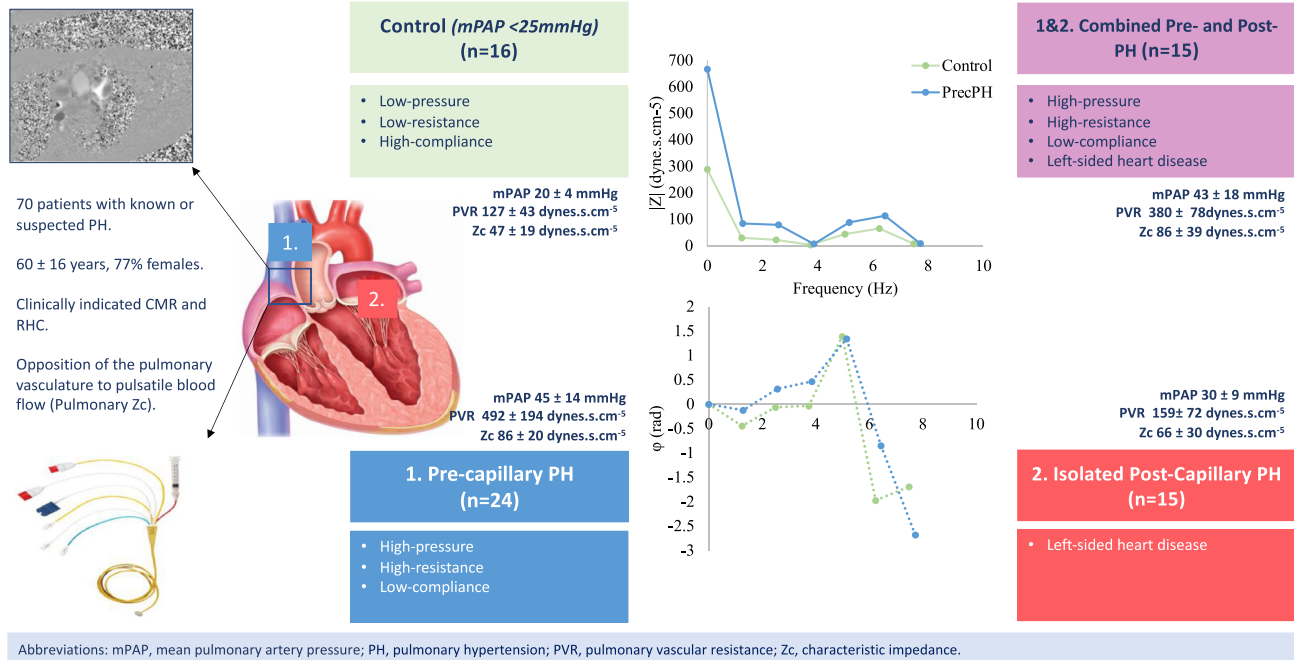 Control (mPAP <25mmHg)
(n=16)
• Low-pressure
• Low-resistance
• High-compliance
mPAP 20 ± 4 mmHg
PVR 127 ± 43 dynes.s.cm-5
Zc 47 ± 19 dynes.s.cm-5
70 patients with known or
suspected PH.
60 ± 16 years, 77% females.
Clinically indicated CMR and
RHC.
Opposition of the pulmonary
vasculature to pulsatile blood
flow (Pulmonary Zc).
1.
2.
mPAP 45 ± 14 mmHg
PVR 492 ± 194 dynes.s.cm-5
Zc 86 ± 20 dynes.s.cm-5
1. Pre-capillary PH
(n=24)
• High-pressure
• High-resistance
• Low-compliance
|Z| (dyne.s.cm-5)
700
600
500
400
300
200
100
0
0 2 4 6 8 10
Frequency (Hz)
Control
PrecPH
φ (rad)
2
1.5
1
0.5
0
-0.5
-1
-1.5
-2
-2.5
-3
0 2 4 6 8 10
1&2. Combined Pre- and Post-
PH (n=15)
• High-pressure
• High-resistance
• Low-compliance
• Left-sided heart disease
mPAP 43 ± 18 mmHg
PVR 380 ± 78dynes.s.cm-5
Zc 86 ± 39 dynes.s.cm-5
mPAP 30 ± 9 mmHg
PVR 159± 72 dynes.s.cm-5
Zc 66 ± 30 dynes.s.cm-5
2. Isolated Post-Capillary PH
(n=15)
• Left-sided heart disease
Abbreviations: mPAP, mean pulmonary artery pressure; PH, pulmonary hypertension; PVR, pulmonary vascular resistance; Zc, characteristic impedance.